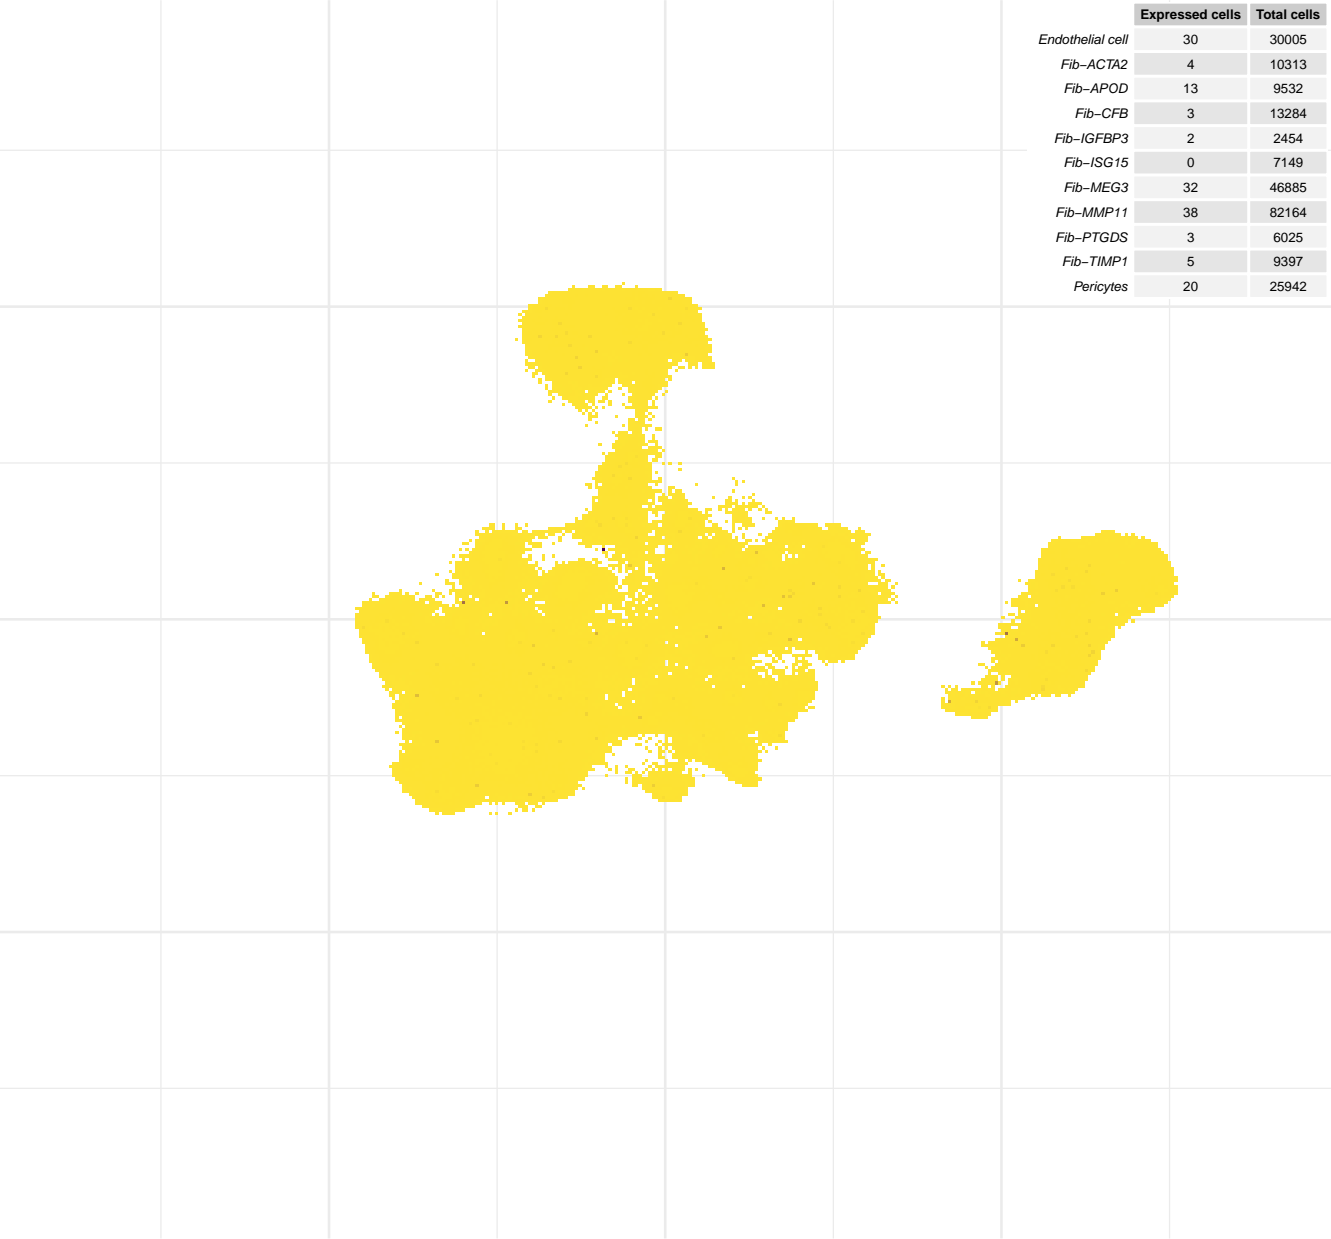 Expressed cells Total cells
Endothelial cell 30 30005
Fib−ACTA2 4 10313
Fib−APOD 13 9532
Fib−CFB 3 13284
Fib−IGFBP3 2 2454
Fib−ISG15 0 7149
Fib−MEG3 32 46885
Fib−MMP11 38 82164
Fib−PTGDS 3 6025
Fib−TIMP1 5 9397
Pericytes 20 25942